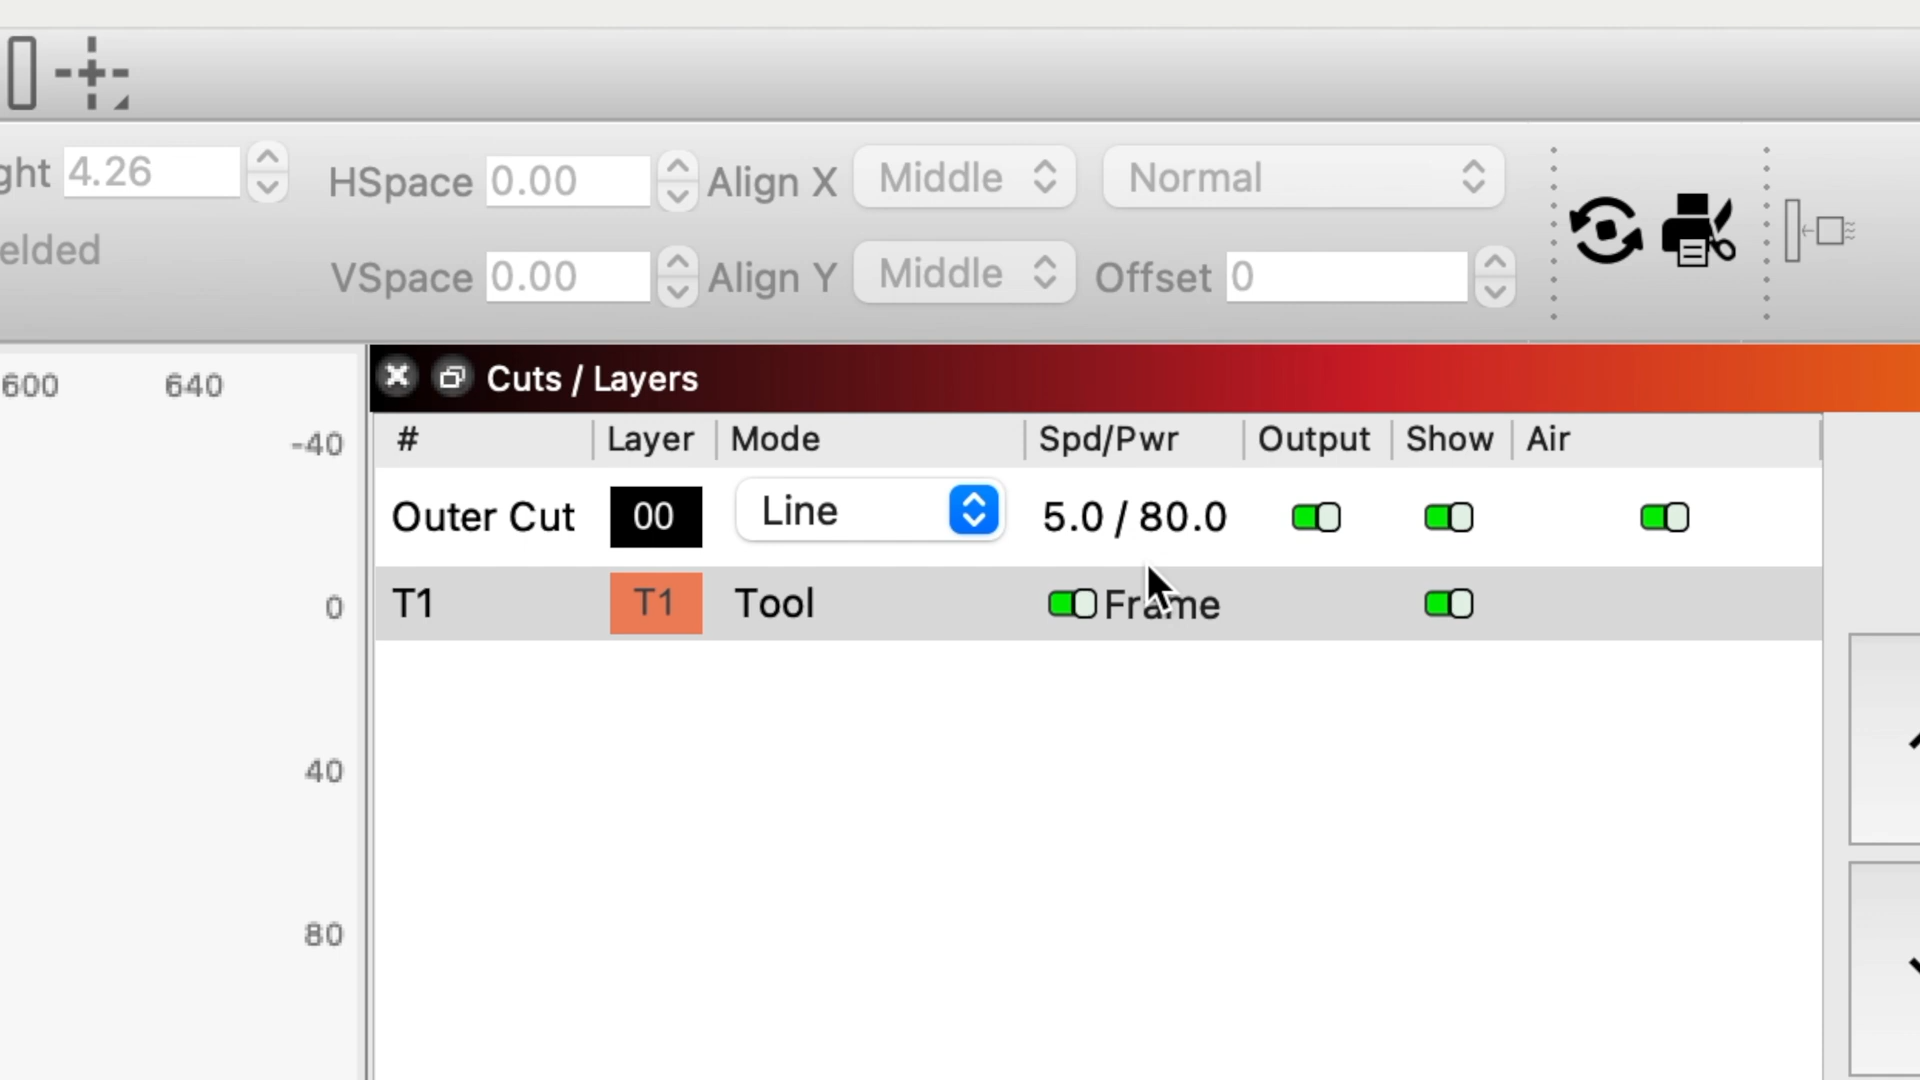 ght 4.26 HSpace 0.00 Align X Middle Normal
elded VSpace 0.00 Align Y Middle Offset 0
600 640
Cuts / Layers
# Layer Mode Spd/Pwr Output Show Air
-40
Outer Cut 00 Line 5.0 / 80.0
0
T1 T1 Tool Frame
40
80